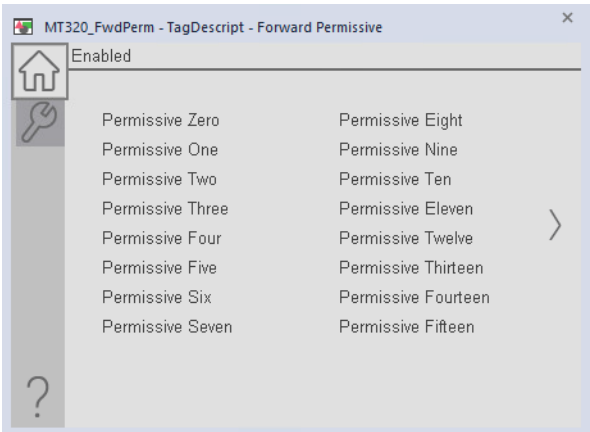 MT320_FwdPerm - TagDescript - Forward Permissive
Enabled
Permissive Zero
Permissive One
Permissive Two
Permissive Three
Permissive Four
Permissive Five
Permissive Six
Permissive Seven
Permissive Eight
Permissive Nine
Permissive Ten
Permissive Eleven
Permissive Twelve
Permissive Thirteen
Permissive Fourteen
Permissive Fifteen
?